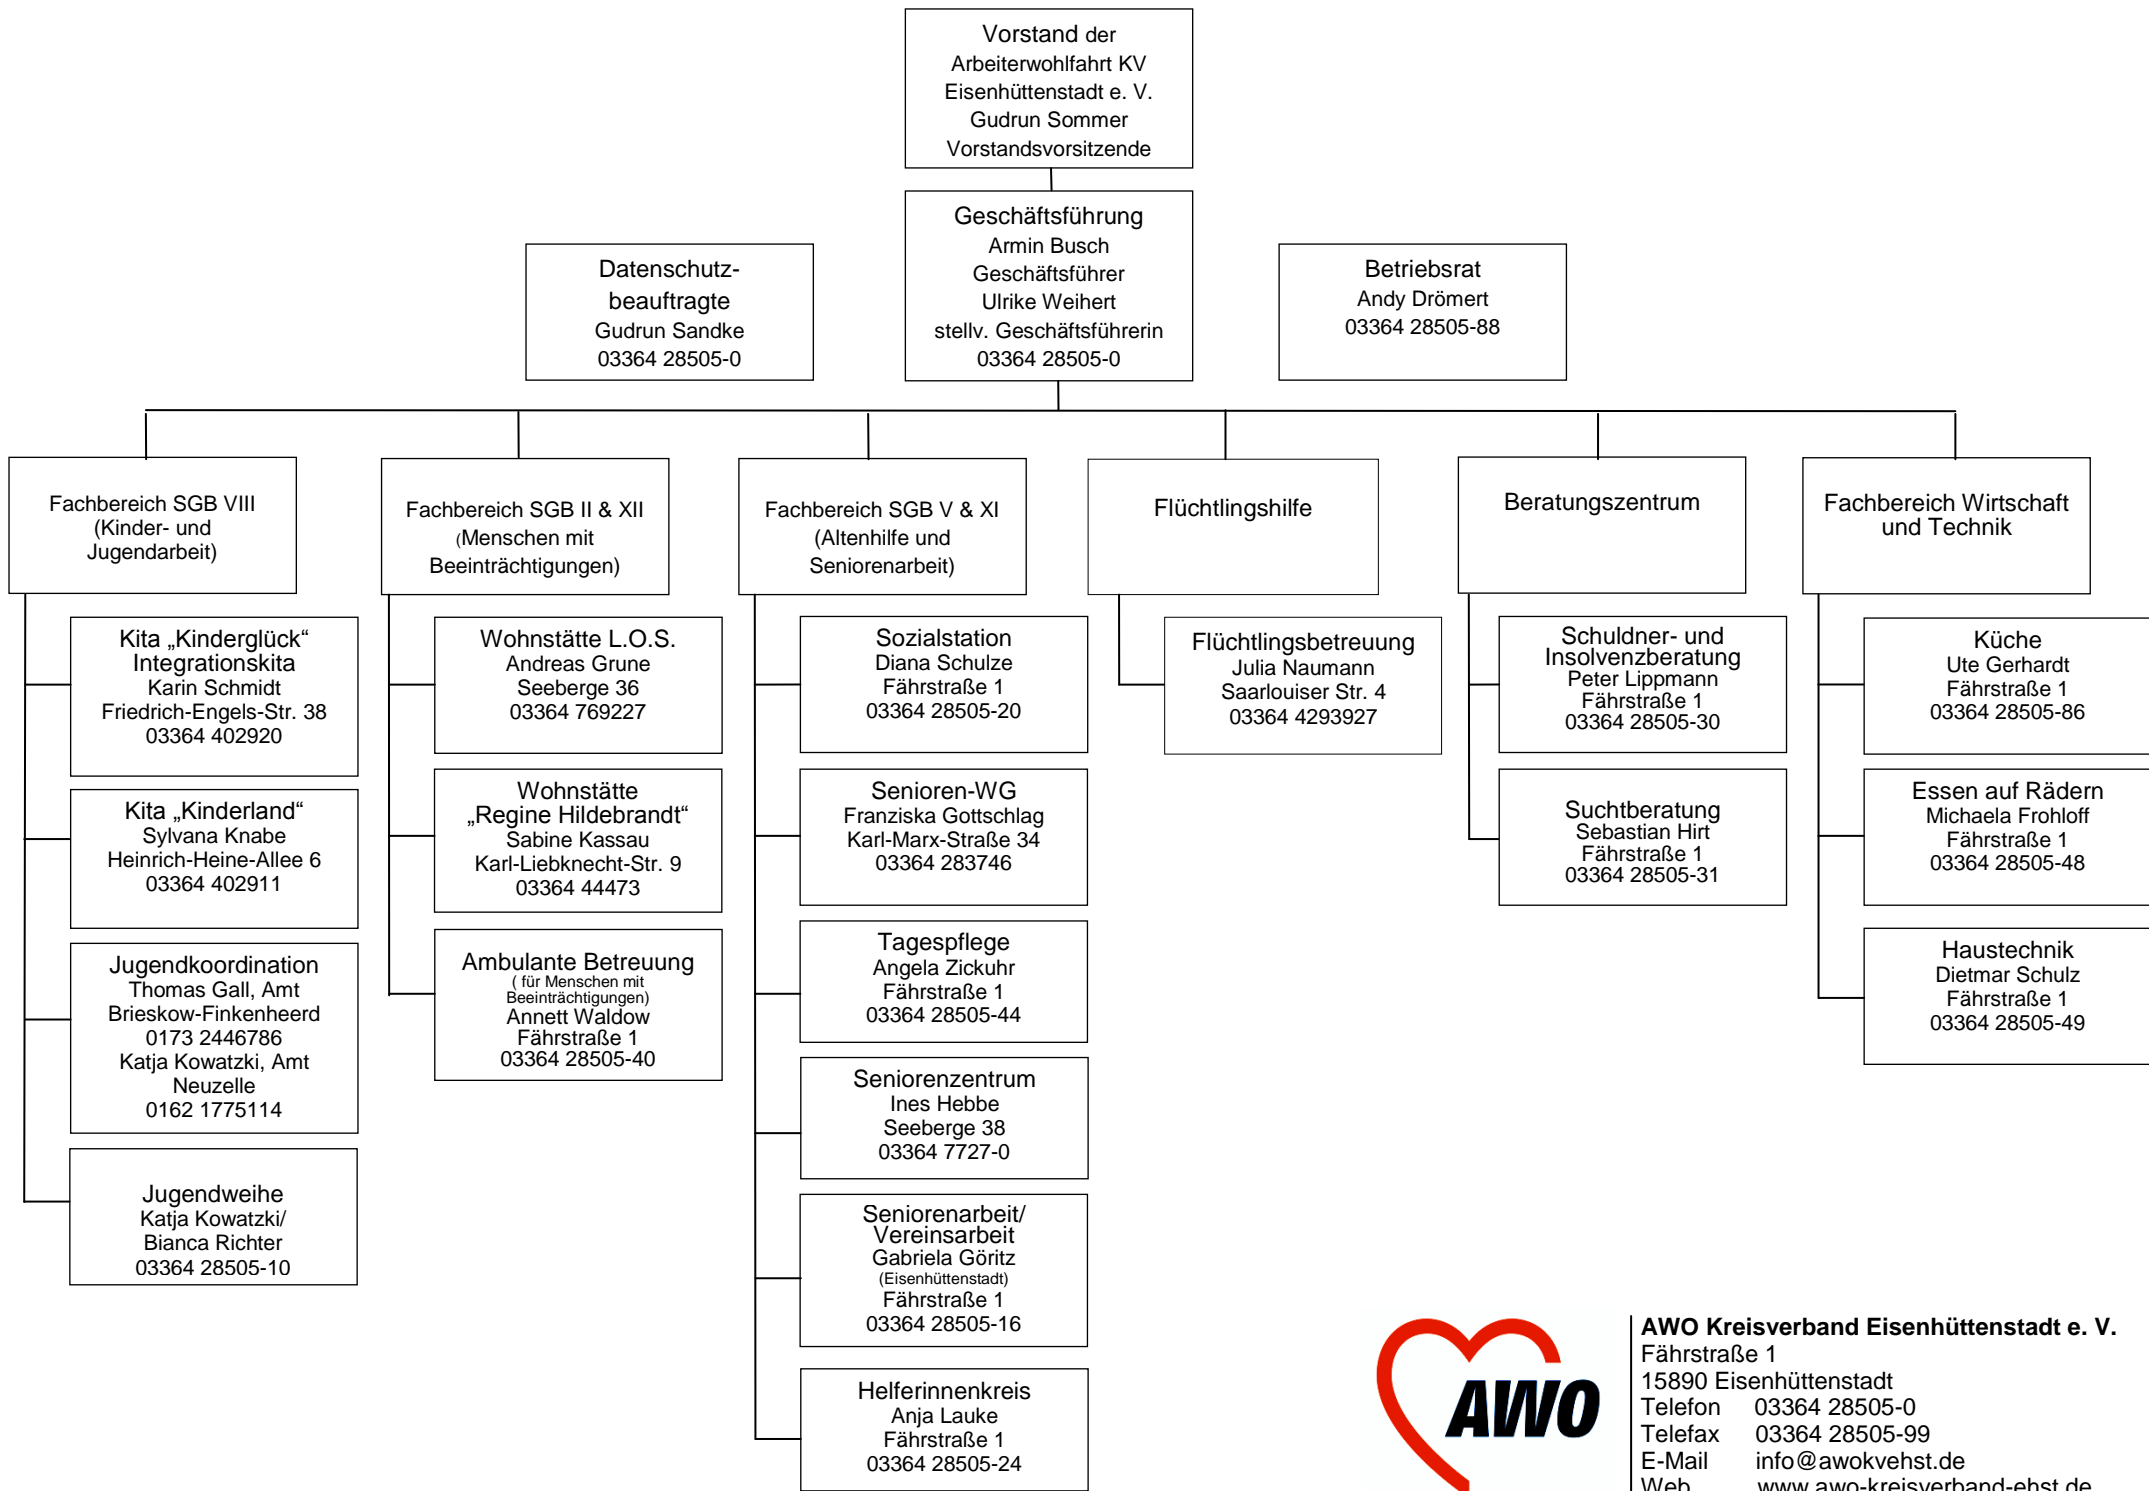 Vorstand der
Arbeiterwohlfahrt KV
Eisenhüttenstadt e. V.
Gudrun Sommer
Vorstandsvorsitzende
Geschäftsführung
Armin Busch
Geschäftsführer
Ulrike Weihert
stellv. Geschäftsführerin
03364 28505-0
Datenschutz-
beauftragte
Gudrun Sandke
03364 28505-0
Betriebsrat
Andy Drömert
03364 28505-88
Fachbereich SGB VIII
(Kinder- und
Jugendarbeit)
Fachbereich SGB II & XII
(Menschen mit
Beeinträchtigungen)
Fachbereich SGB V & XI
(Altenhilfe und
Seniorenarbeit)
Flüchtlingshilfe
Beratungszentrum
Fachbereich Wirtschaft
und Technik
Kita „Kinderglück“
Integrationskita
Karin Schmidt
Friedrich-Engels-Str. 38
03364 402920
Kita „Kinderland“
Sylvana Knabe
Heinrich-Heine-Allee 6
03364 402911
Jugendkoordination
Thomas Gall, Amt
Brieskow-Finkenheerd
0173 2446786
Katja Kowatzki, Amt
Neuzelle
0162 1775114
Jugendweihe
Katja Kowatzki/
Bianca Richter
03364 28505-10
Wohnstätte L.O.S.
Andreas Grune
Seeberge 36
03364 769227
Wohnstätte
„Regine Hildebrandt“
Sabine Kassau
Karl-Liebknecht-Str. 9
03364 44473
Ambulante Betreuung
( für Menschen mit
Beeinträchtigungen)
Annett Waldow
Fährstraße 1
03364 28505-40
Sozialstation
Diana Schulze
Fährstraße 1
03364 28505-20
Senioren-WG
Franziska Gottschlag
Karl-Marx-Straße 34
03364 283746
Tagespflege
Angela Zickuhr
Fährstraße 1
03364 28505-44
Seniorenzentrum
Ines Hebbe
Seeberge 38
03364 7727-0
Seniorenarbeit/
Vereinsarbeit
Gabriela Göritz
(Eisenhüttenstadt)
Fährstraße 1
03364 28505-16
Helferinnenkreis
Anja Lauke
Fährstraße 1
03364 28505-24
Flüchtlingsbetreuung
Julia Naumann
Saarlouiser Str. 4
03364 4293927
Schuldner- und
Insolvenzberatung
Peter Lippmann
Fährstraße 1
03364 28505-30
Suchtberatung
Sebastian Hirt
Fährstraße 1
03364 28505-31
Küche
Ute Gerhardt
Fährstraße 1
03364 28505-86
Essen auf Rädern
Michaela Frohloff
Fährstraße 1
03364 28505-48
Haustechnik
Dietmar Schulz
Fährstraße 1
03364 28505-49
AWO
AWO Kreisverband Eisenhüttenstadt e. V.
Fährstraße 1
15890 Eisenhüttenstadt
Telefon 03364 28505-0
Telefax 03364 28505-99
E-Mail info@awokvehst.de
Web www.awo-kreisverband-ehst.de